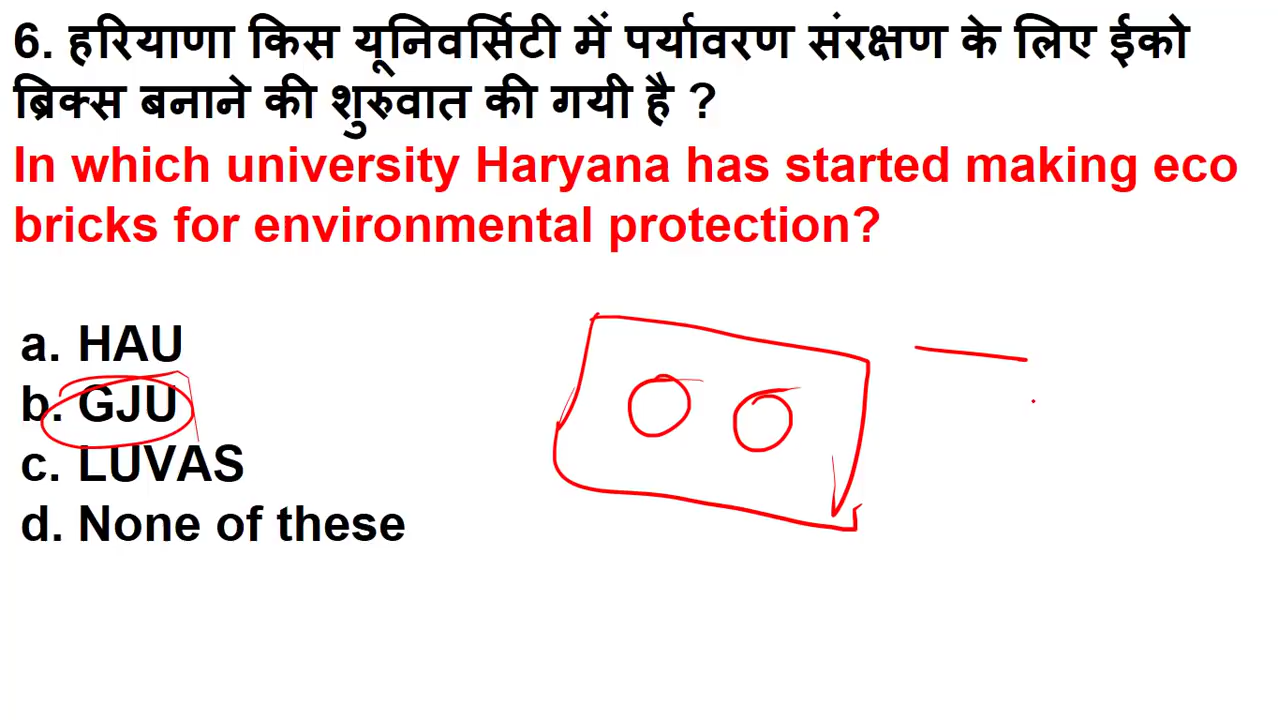 6. हरियाणा किस यूनिवर्सिटी में पर्यावरण संरक्षण के लिए ईको
ब्रिक्स बनाने की शुरुवात की गयी है ?
In which university Haryana has started making eco
bricks for environmental protection?
a. HAU
b. GJU
c. LUVAS
d. None of these